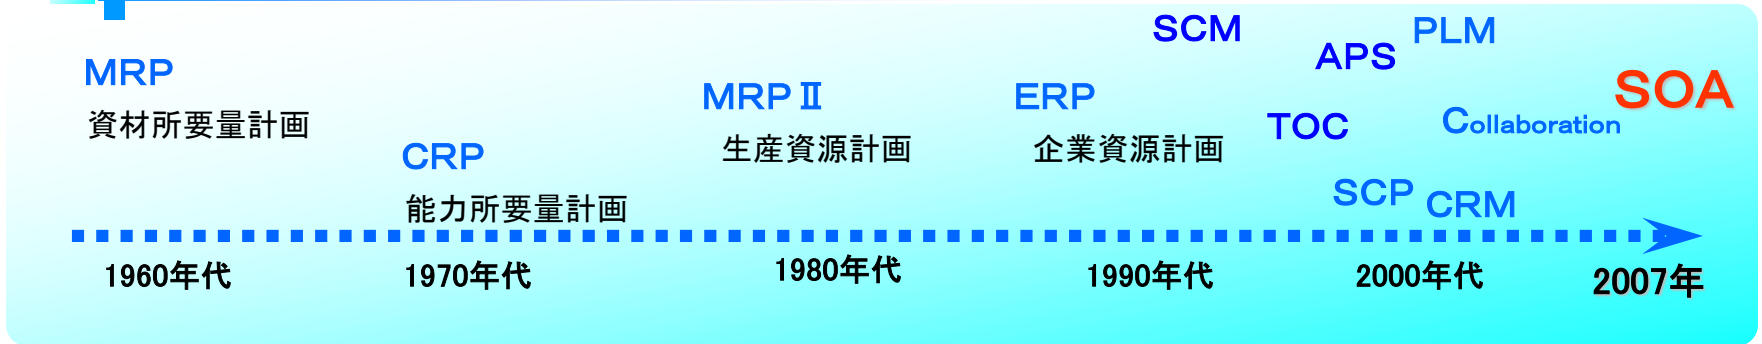 MRP
資材所要量計画
CRP
能力所要量計画
MRPⅡ
生産資源計画
ERP
企業資源計画
SCM
APS
PLM
TOC
Collaboration
SCP
CRM
SOA
1960年代
1970年代
1980年代
1990年代
2000年代
2007年